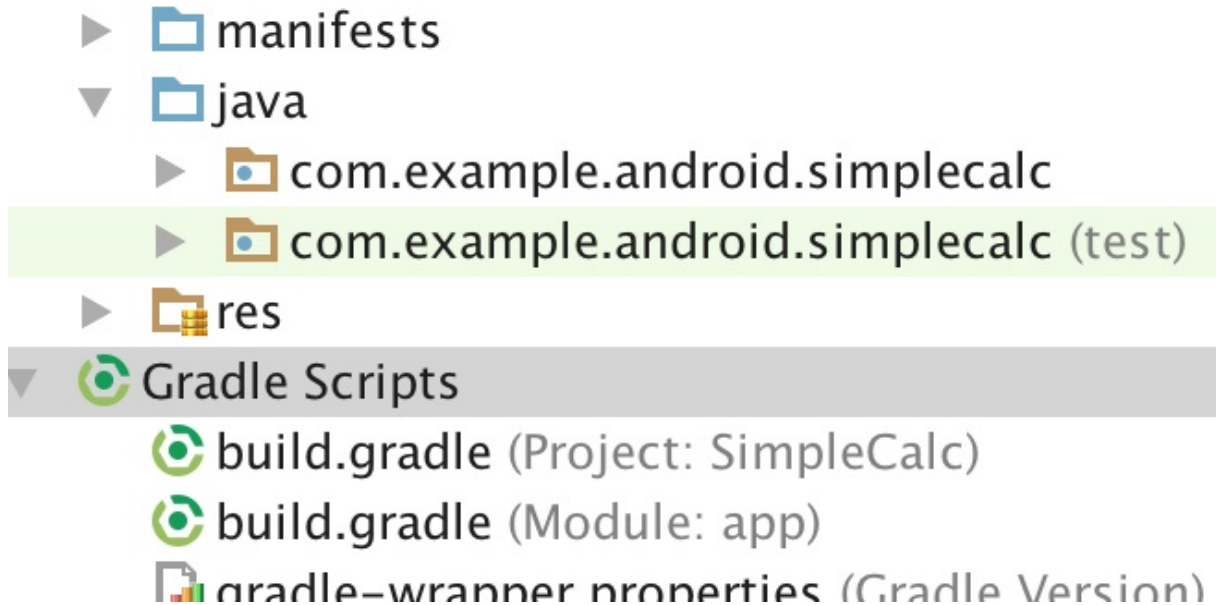 manifests
java
com.example.android.simplecalc
com.example.android.simplecalc (test)
res
Gradle Scripts
build.gradle (Project: SimpleCalc)
build.gradle (Module: app)
gradle-wrapper.properties (Gradle Version)